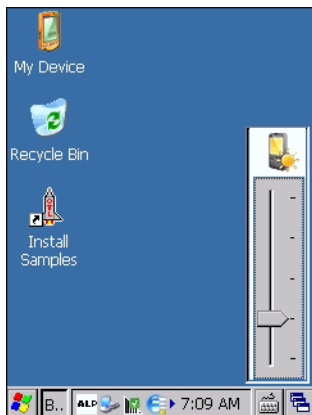 My Device
Recycle Bin
Install
Samples
B.. ALP 7:09 AM